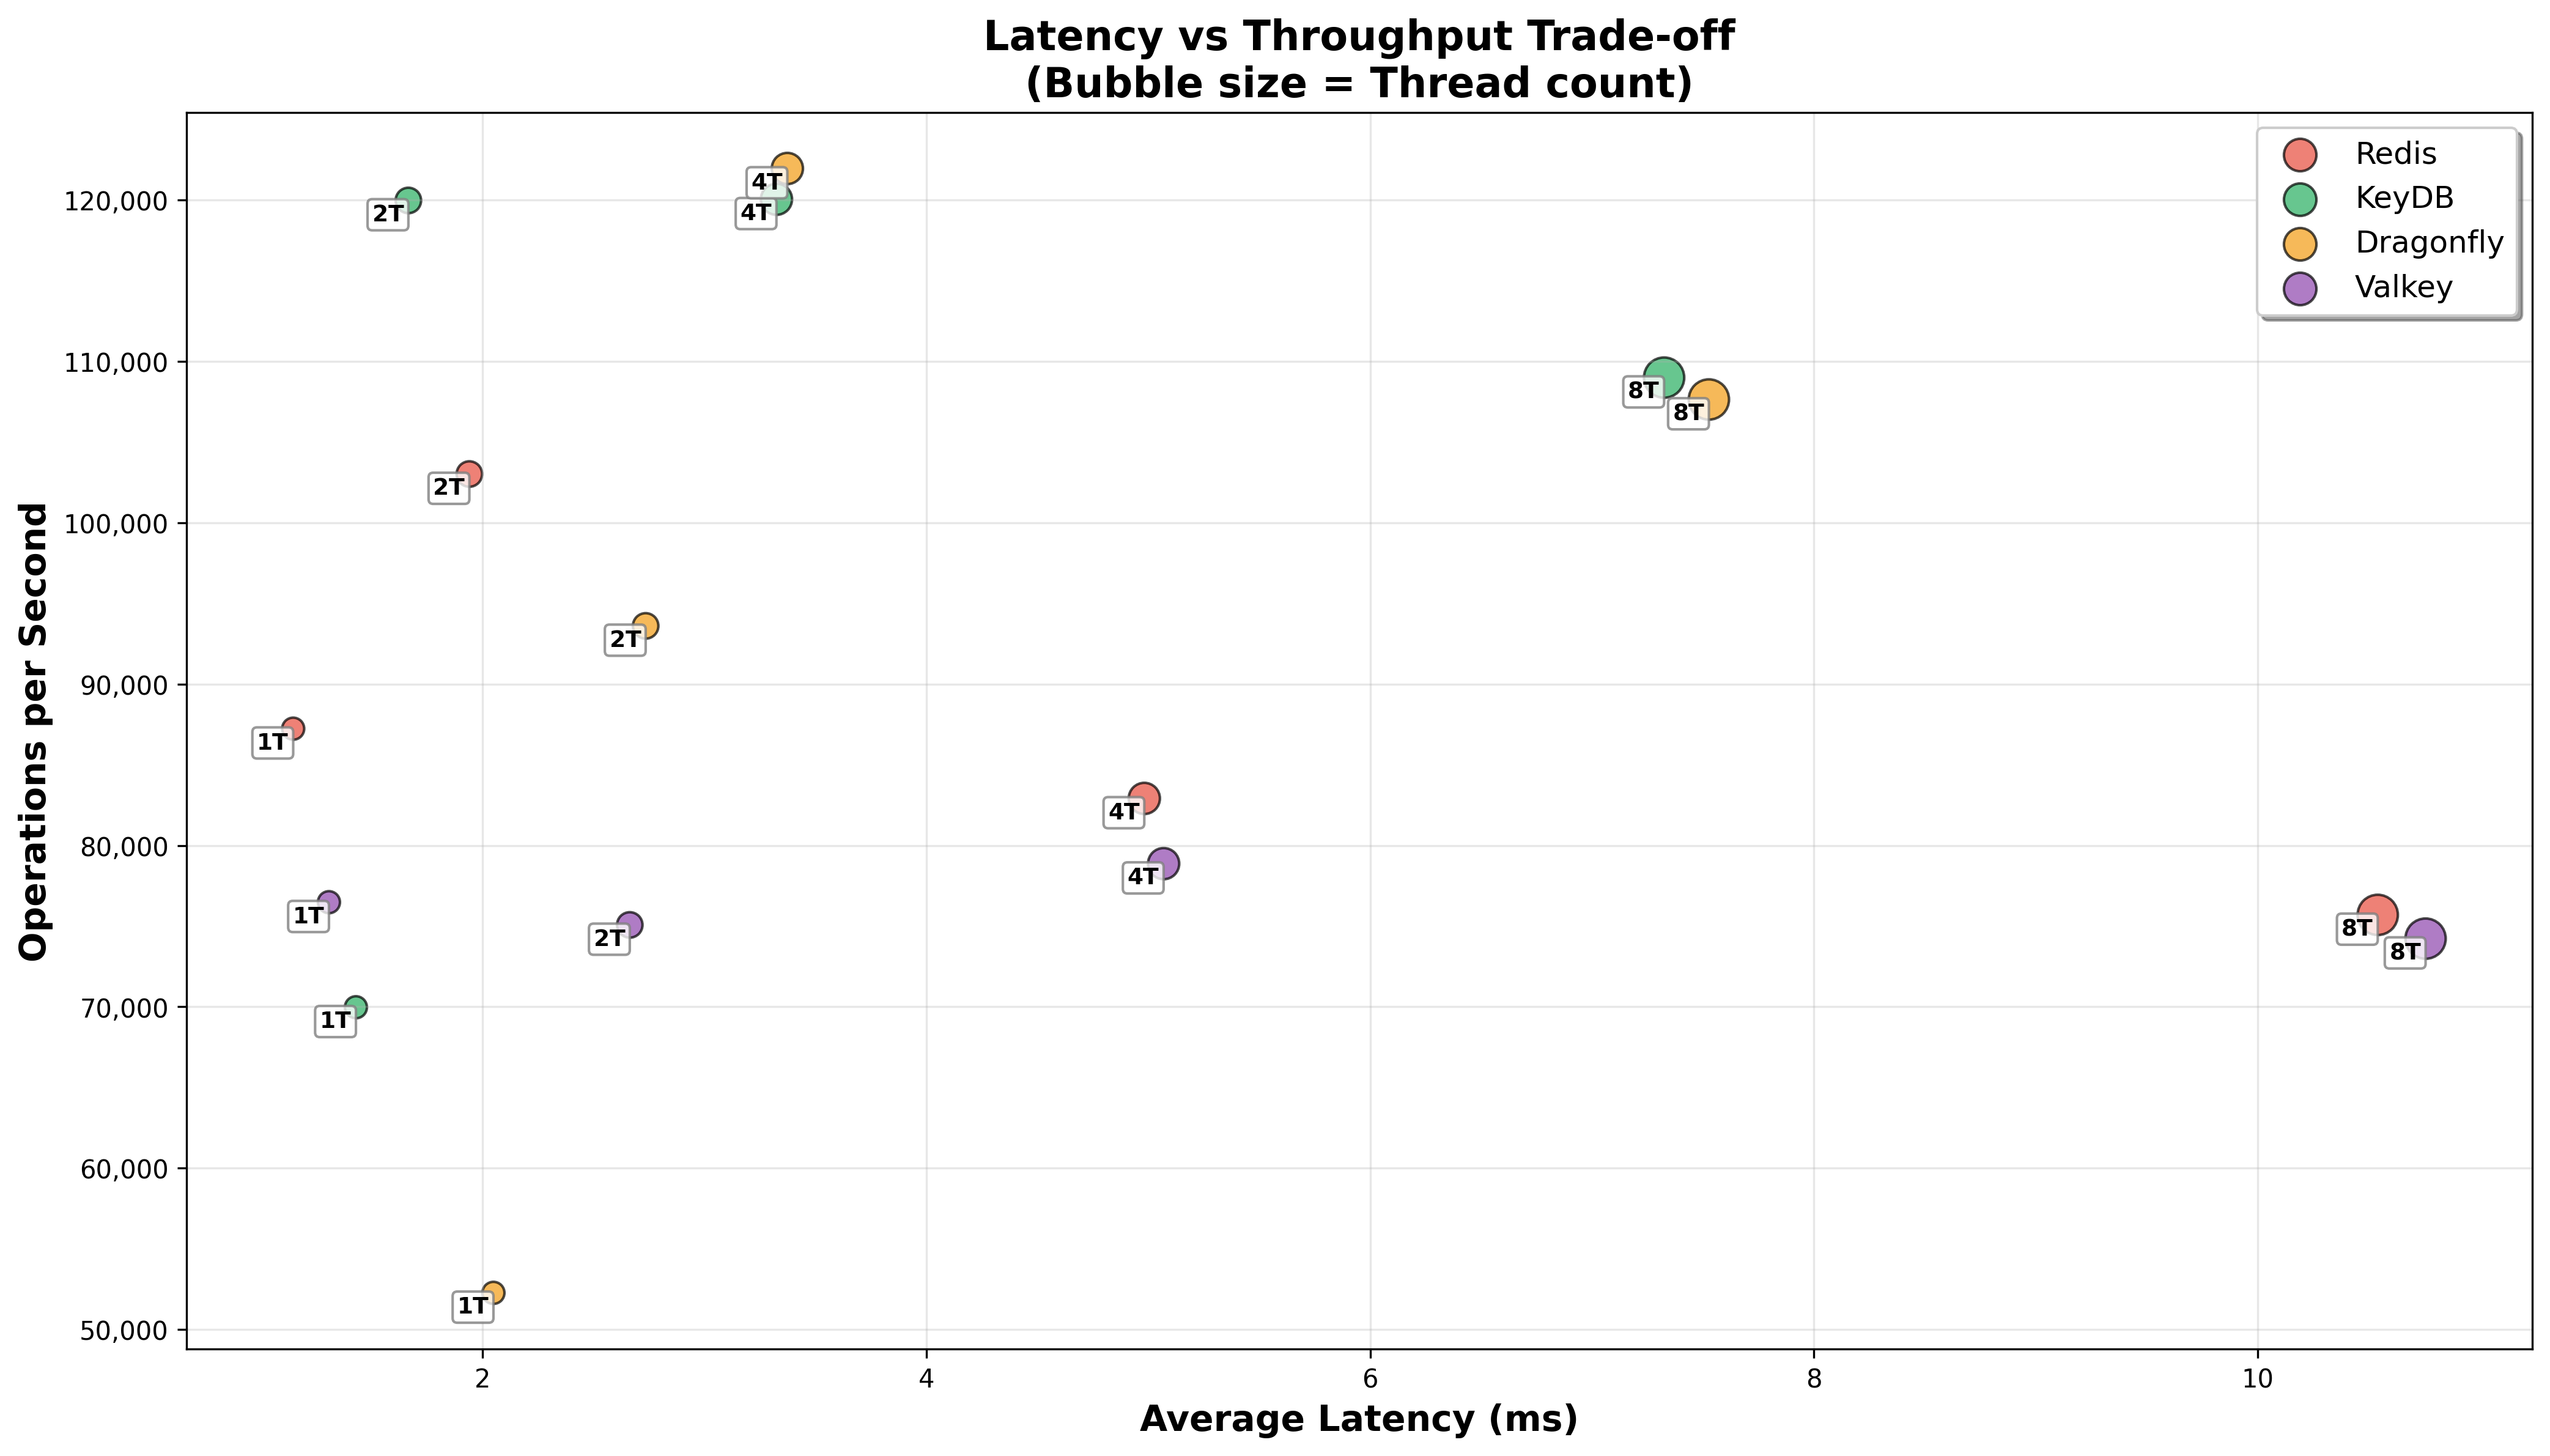 Latency vs Throughput Trade-off
(Bubble size = Thread count)
Redis
KeyDB
Dragonfly
Valkey
Operations per Second
120,000
110,000
100,000
90,000
80,000
70,000
60,000
50,000
4T
2T
4T
8T
8T
2T
2T
1T
4T
4T
1T
2T
8T
8T
1T
1T
2
4
6
8
10
Average Latency (ms)